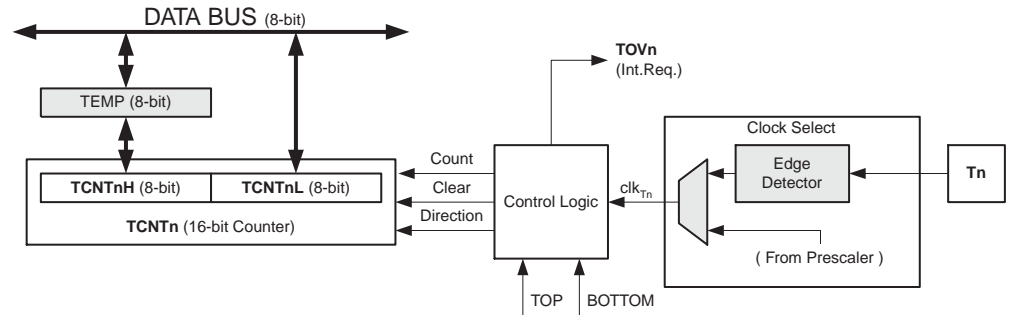 DATA BUS (8-bit)
TOVn
(Int.Req.)
TEMP (8-bit)
Clock Select
Count
Edge
Detector
Tn
TCNTnH (8-bit) TCNTnL (8-bit)
Clear
Control Logic
clkTn
Direction
TCNTn (16-bit Counter)
( From Prescaler )
TOP
BOTTOM